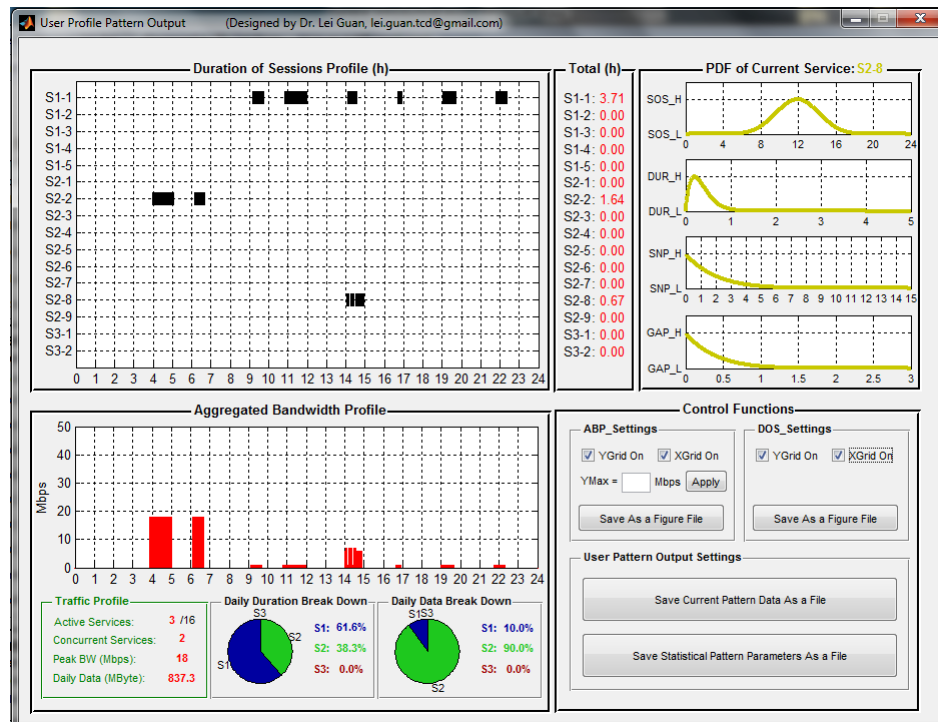 User Profile Pattern Output (Designed by Dr. Lei Guan, lei.guan.tcd@gmail.com)
Duration of Sessions Profile (h)
S1-1
S1-2
S1-3
S1-4
S1-5
S2-1
S2-2
S2-3
S2-4
S2-5
S2-6
S2-7
S2-8
S2-9
S3-1
S3-2
0 1 2 3 4 5 6 7 8 9 10 11 12 13 14 15 16 17 18 19 20 21 22 23 24
Total (h)
S1-1: 3.71
S1-2: 0.00
S1-3: 0.00
S1-4: 0.00
S1-5: 0.00
S2-1: 0.00
S2-2: 1.64
S2-3: 0.00
S2-4: 0.00
S2-5: 0.00
S2-6: 0.00
S2-7: 0.00
S2-8: 0.67
S2-9: 0.00
S3-1: 0.00
S3-2: 0.00
PDF of Current Service: S2-8
SOS_H
SOS_L
0 4 8 12 16 20 24
DUR_H
DUR_L
0 1 2 3 4 5
SNP_H
SNP_L
0 1 2 3 4 5 6 7 8 9 10 11 12 13 14 15
GAP_H
GAP_L
0 0.5 1 1.5 2 2.5 3
Aggregated Bandwidth Profile
Mbps
50
40
30
20
10
0
0 1 2 3 4 5 6 7 8 9 10 11 12 13 14 15 16 17 18 19 20 21 22 23 24
Traffic Profile
Active Services: 3 /16
Concurrent Services: 2
Peak BW (Mbps): 18
Daily Data (MByte): 837.3
Daily Duration Break Down
S3
S2
S1
S1: 61.6%
S2: 38.3%
S3: 0.0%
Daily Data Break Down
S1S3
S2
S1: 10.0%
S2: 90.0%
S3: 0.0%
Control Functions
ABP_Settings
YGrid On XGrid On
YMax = Mbps Apply
Save As a Figure File
DOS_Settings
YGrid On XGrid On
Save As a Figure File
User Pattern Output Settings
Save Current Pattern Data As a File
Save Statistical Pattern Parameters As a File